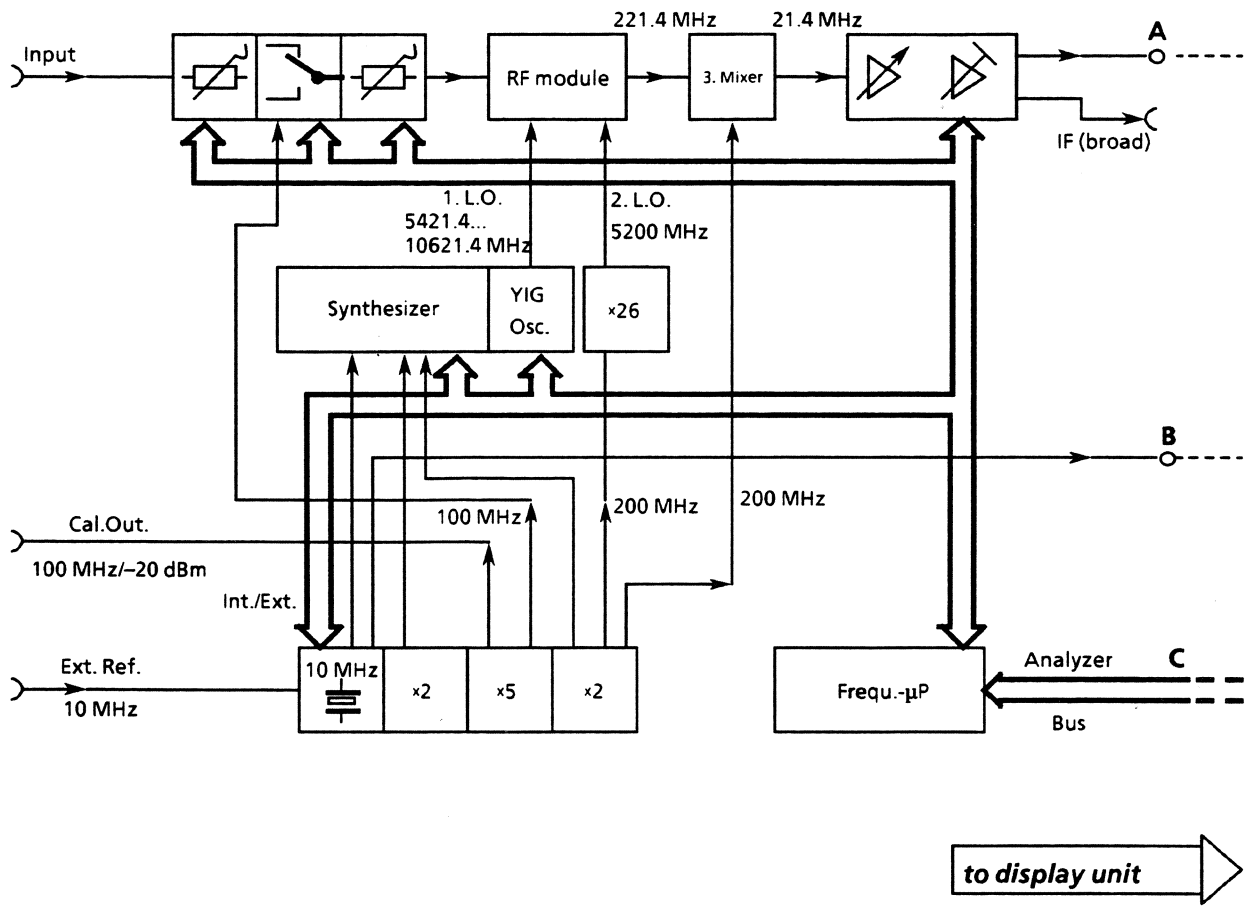 221.4 MHz
21.4 MHz
A
Input
RF module
3. Mixer
IF (broad)
1. L.O.
5421.4...
10621.4 MHz
2. L.O.
5200 MHz
Synthesizer
YIG
Osc.
×26
B
100 MHz
200 MHz
200 MHz
Cal.Out.
100 MHz/–20 dBm
Int./Ext.
Ext. Ref.
10 MHz
10 MHz
×2
×5
×2
Frequ.-µP
Analyzer
C
Bus
to display unit